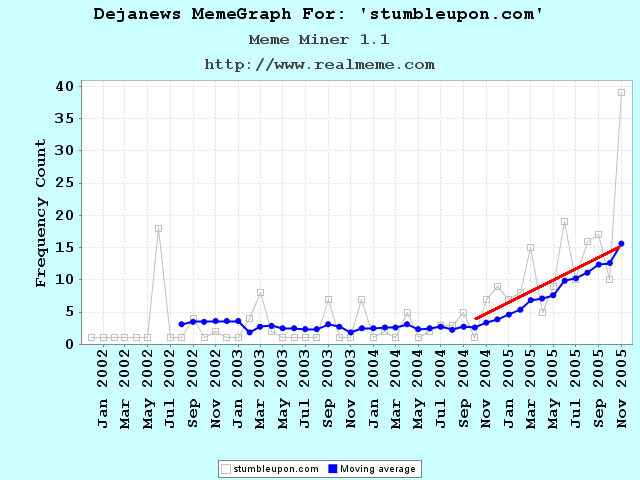 Dejanews MemeGraph For: 'stumbleupon.com'
Meme Miner 1.1
http://www.realmeme.com
Frequency Count
40
35
30
25
20
15
10
5
0
Jan 2002
Mar 2002
May 2002
Jul 2002
Sep 2002
Nov 2002
Jan 2003
Mar 2003
May 2003
Jul 2003
Sep 2003
Nov 2003
Jan 2004
Mar 2004
May 2004
Jul 2004
Sep 2004
Nov 2004
Jan 2005
Mar 2005
May 2005
Jul 2005
Sep 2005
Nov 2005
stumbleupon.com Moving average